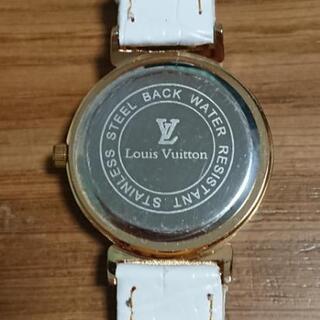 STAINLESS STEEL BACK WATER RESISTANT
LV
Louis Vuitton